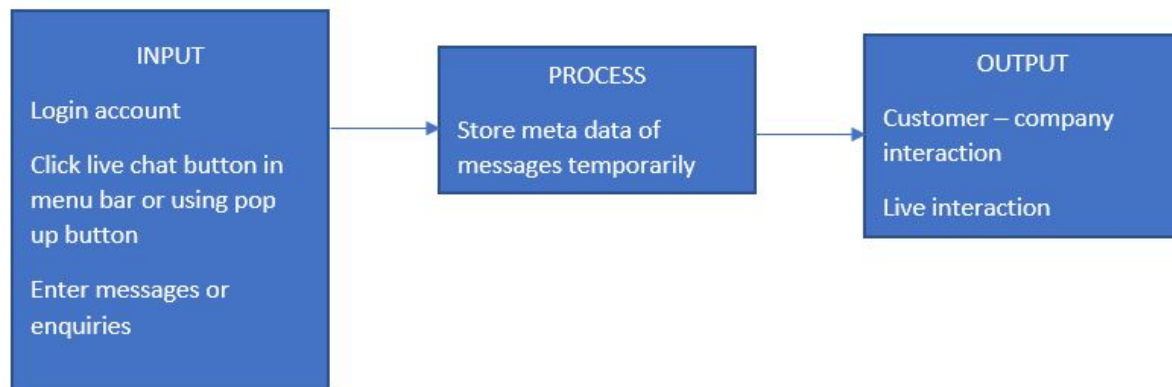 INPUT
Login account
Click live chat button in
menu bar or using pop
up button
Enter messages or
enquiries
PROCESS
Store meta data of
messages temporarily
OUTPUT
Customer – company
interaction
Live interaction